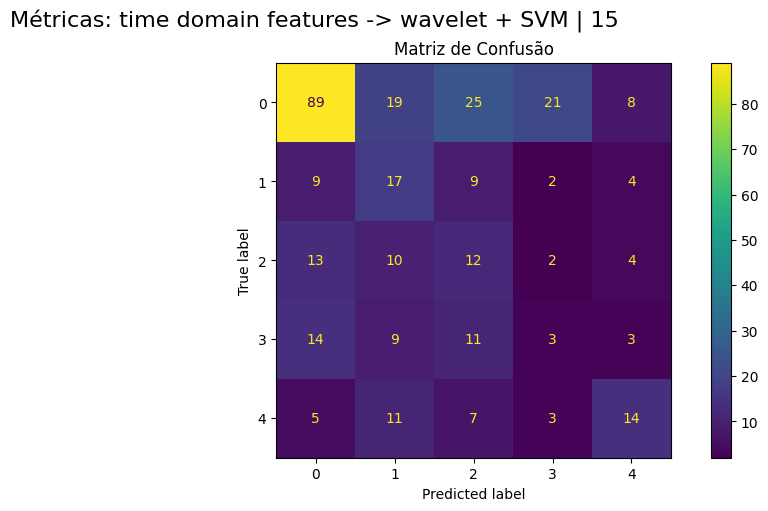 Métricas: time domain features -> wavelet + SVM | 15
Matriz de Confusão
0 89 19 25 21 8
1 9 17 9 2 4
2 13 10 12 2 4
3 14 9 11 3 3
4 5 11 7 3 14
0 1 2 3 4
True label
Predicted label
80
70
60
50
40
30
20
10